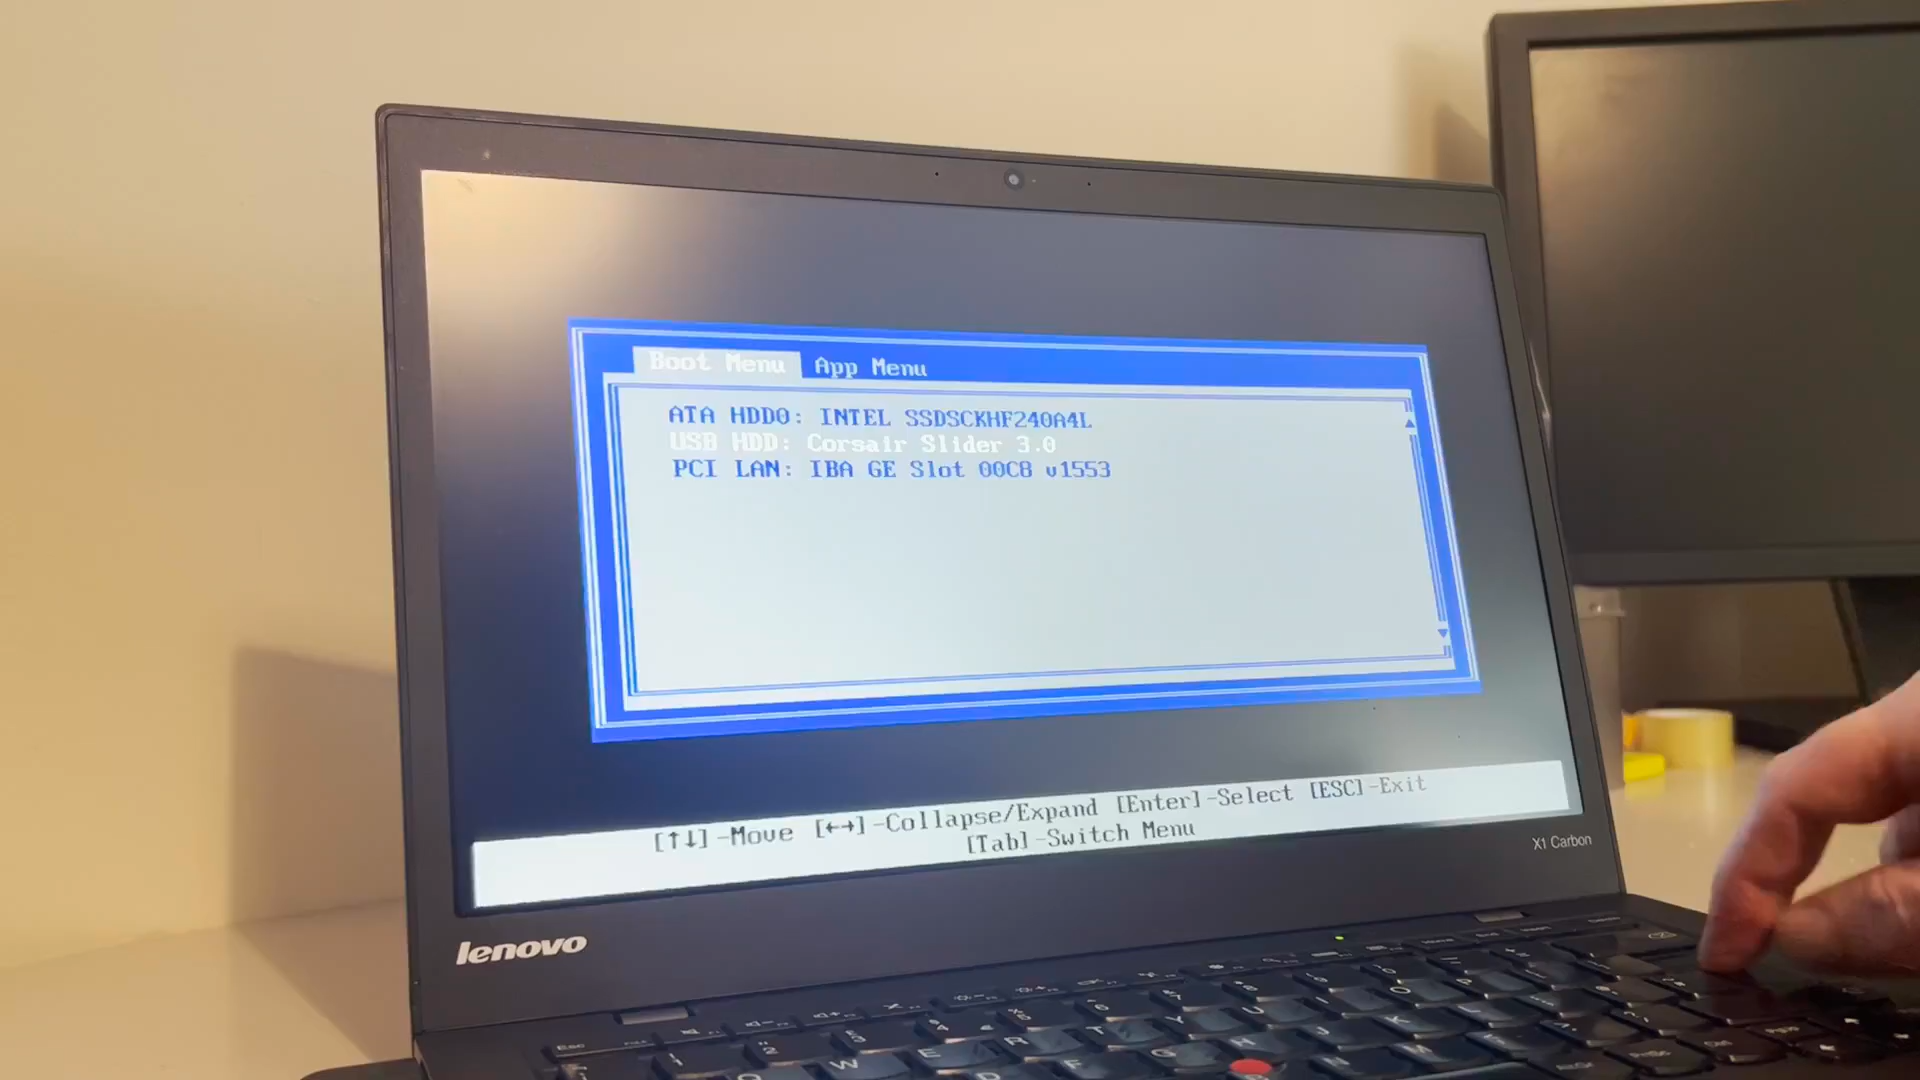 Boot Menu App Menu
ATA HDD0: INTEL SSDSCKHF240A4L
USB HDD: Corsair Slider 3.0
PCI LAN: IBA GE Slot 00C8 v1553
[↑↓]-Move [←→]-Collapse/Expand [Enter]-Select [ESC]-Exit
[Tab]-Switch Menu
X1 Carbon
lenovo
Esc
W E R T Y U I O P
D F G H J K L
N M